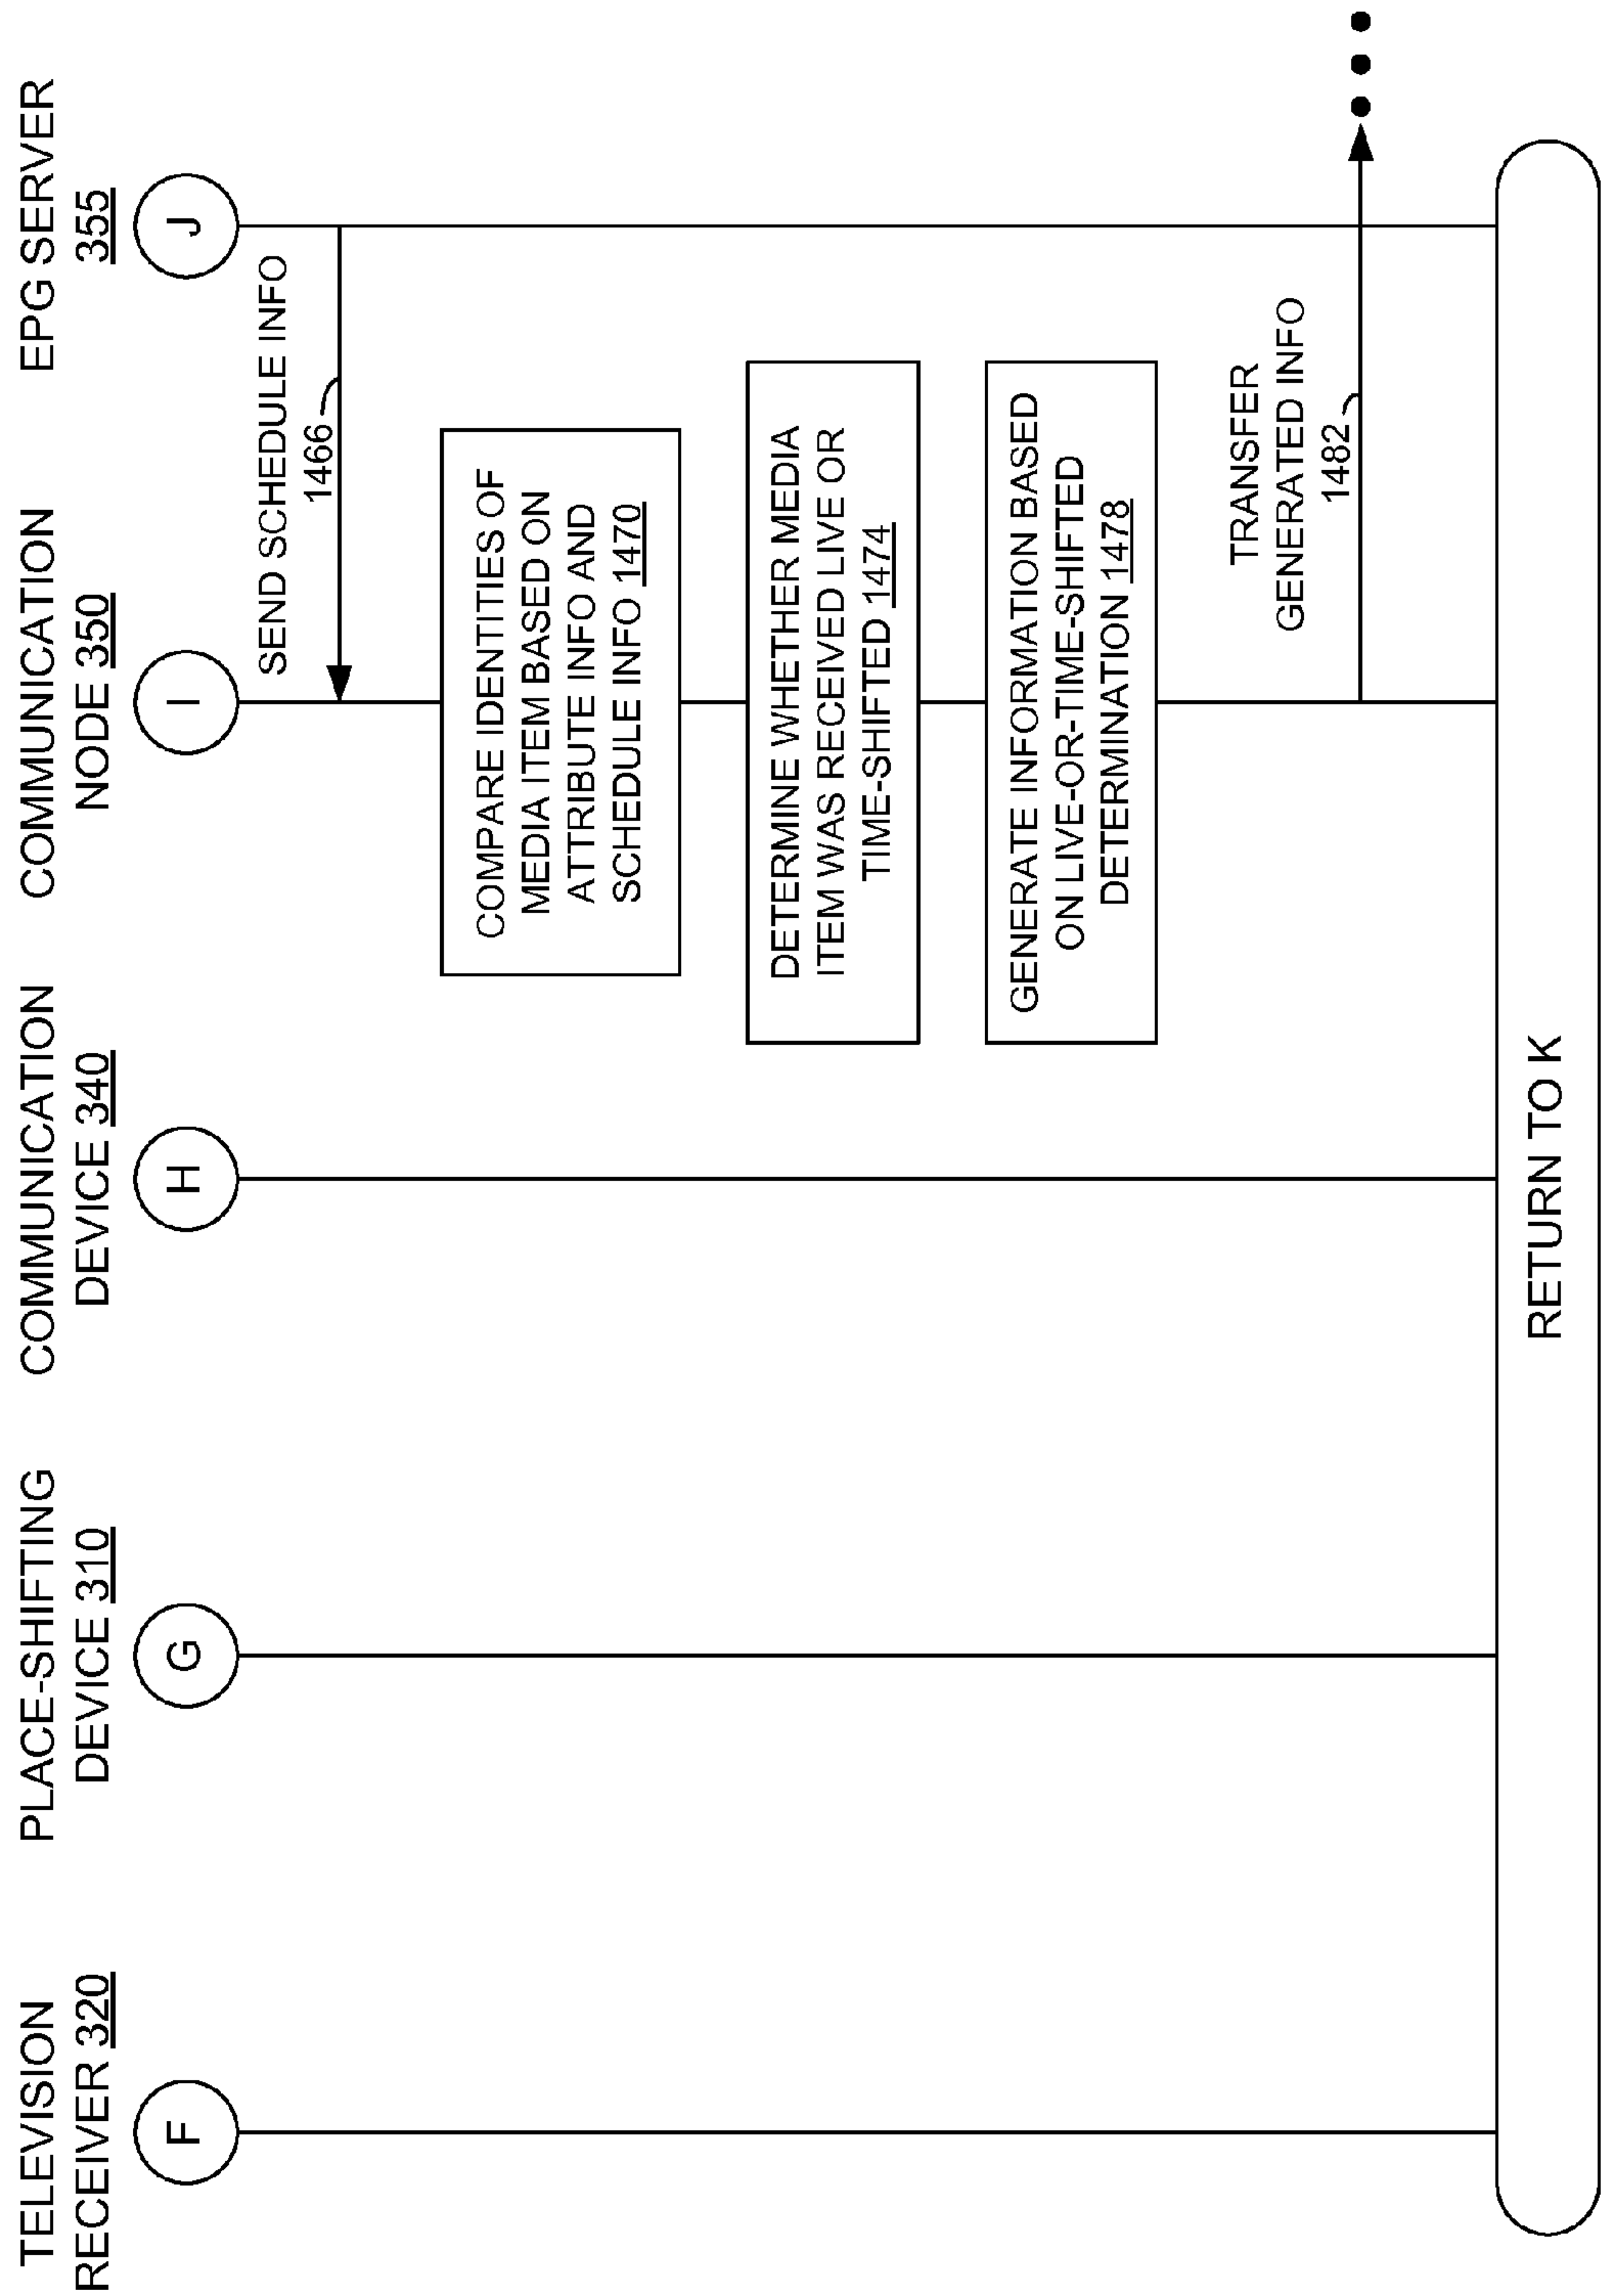 TELEVISION
RECEIVER 320
PLACE-SHIFTING
DEVICE 310
COMMUNICATION
DEVICE 340
COMMUNICATION
NODE 350
EPG SERVER
355
F
G
H
I
J
SEND SCHEDULE INFO
1466
COMPARE IDENTITIES OF
MEDIA ITEM BASED ON
ATTRIBUTE INFO AND
SCHEDULE INFO 1470
DETERMINE WHETHER MEDIA
ITEM WAS RECEIVED LIVE OR
TIME-SHIFTED 1474
GENERATE INFORMATION BASED
ON LIVE-OR-TIME-SHIFTED
DETERMINATION 1478
TRANSFER
GENERATED INFO
1482
RETURN TO K